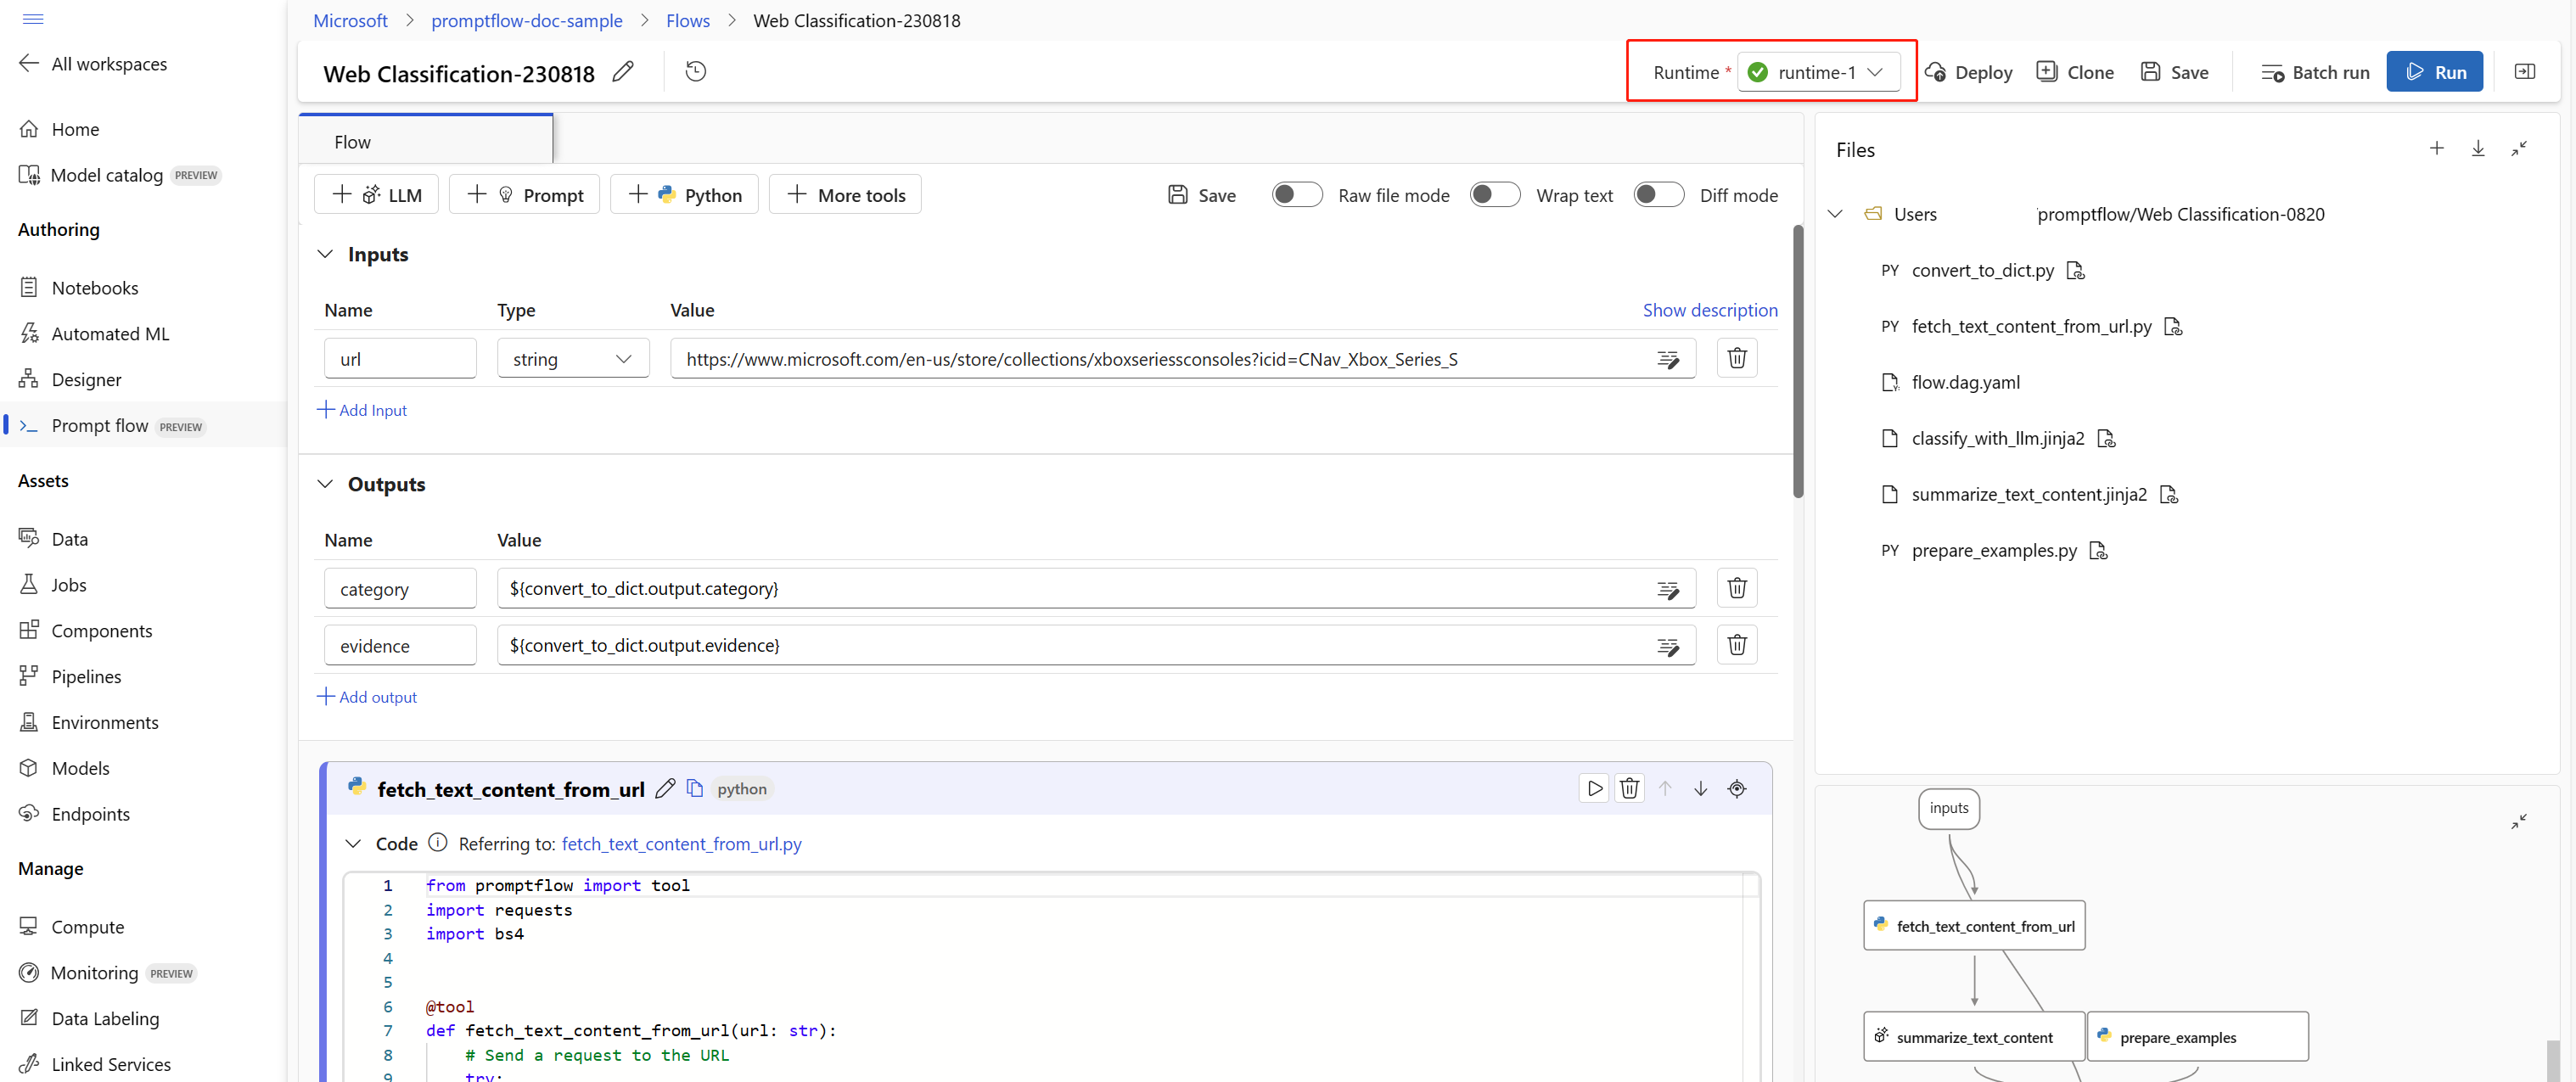 Microsoft > promptflow-doc-sample > Flows > Web Classification-230818
All workspaces
Home
Model catalog PREVIEW
Authoring
Notebooks
Automated ML
Designer
Prompt flow PREVIEW
Assets
Data
Jobs
Components
Pipelines
Environments
Models
Endpoints
Manage
Compute
Monitoring PREVIEW
Data Labeling
Linked Services
Web Classification-230818
Runtime * runtime-1 Deploy Clone Save Batch run Run
Flow
LLM Prompt Python More tools Save Raw file mode Wrap text Diff mode
Inputs
Name Type Value Show description
url string https://www.microsoft.com/en-us/store/collections/xboxseriessconsoles?icid=CNav_Xbox_Series_S
Add Input
Outputs
Name Value
category ${convert_to_dict.output.category}
evidence ${convert_to_dict.output.evidence}
Add output
fetch_text_content_from_url python
Code Referring to: fetch_text_content_from_url.py
1 from promptflow import tool
2 import requests
3 import bs4
4
5
6 @tool
7 def fetch_text_content_from_url(url: str):
8 # Send a request to the URL
9 try:
Files
Users /promptflow/Web Classification-0820
PY convert_to_dict.py
PY fetch_text_content_from_url.py
flow.dag.yaml
classify_with_llm.jinja2
summarize_text_content.jinja2
PY prepare_examples.py
inputs
fetch_text_content_from_url
summarize_text_content prepare_examples